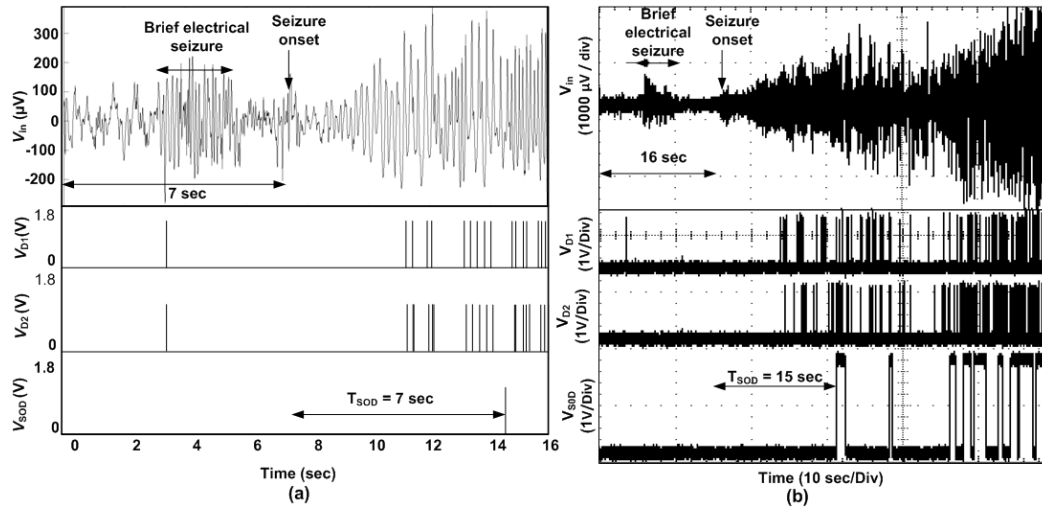 Brief electrical
seizure
Seizure
onset
300
200
100
0
-100
-200
V_in (µV)
7 sec
1.8
0
V_D1 (V)
1.8
0
V_D2 (V)
1.8
0
V_SOD (V)
T_SOD = 7 sec
0 2 4 6 8 10 12 14 16
Time (sec)
(a)
Brief
electrical
seizure
Seizure
onset
V_in
(1000 µV / div)
16 sec
V_D1
(1V/Div)
V_D2
(1V/Div)
V_S0D
(1V/Div)
T_SOD = 15 sec
Time (10 sec/Div)
(b)